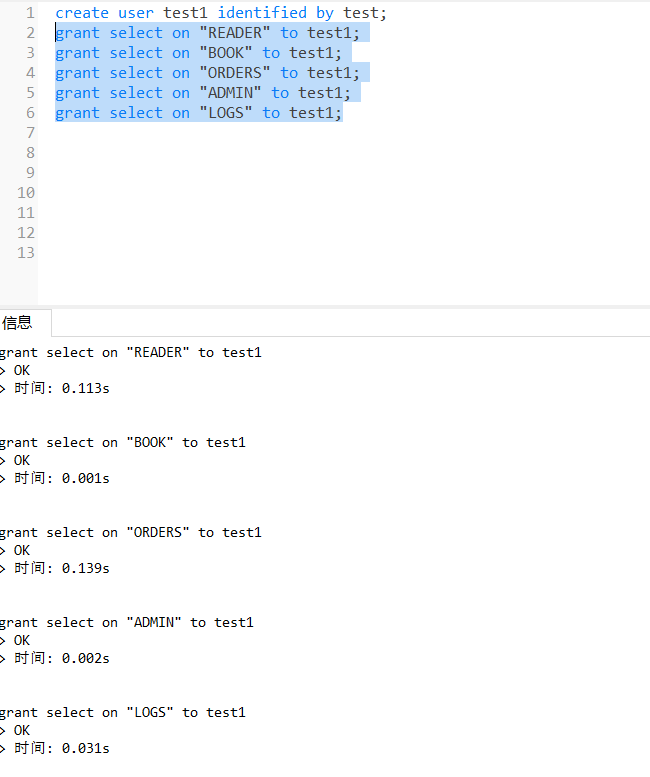 1 create user test1 identified by test;
2 grant select on "READER" to test1;
3 grant select on "BOOK" to test1;
4 grant select on "ORDERS" to test1;
5 grant select on "ADMIN" to test1;
6 grant select on "LOGS" to test1;
7
8
9
10
11
12
13
信息
grant select on "READER" to test1
> OK
> 时间: 0.113s
grant select on "BOOK" to test1
> OK
> 时间: 0.001s
grant select on "ORDERS" to test1
> OK
> 时间: 0.139s
grant select on "ADMIN" to test1
> OK
> 时间: 0.002s
grant select on "LOGS" to test1
> OK
> 时间: 0.031s